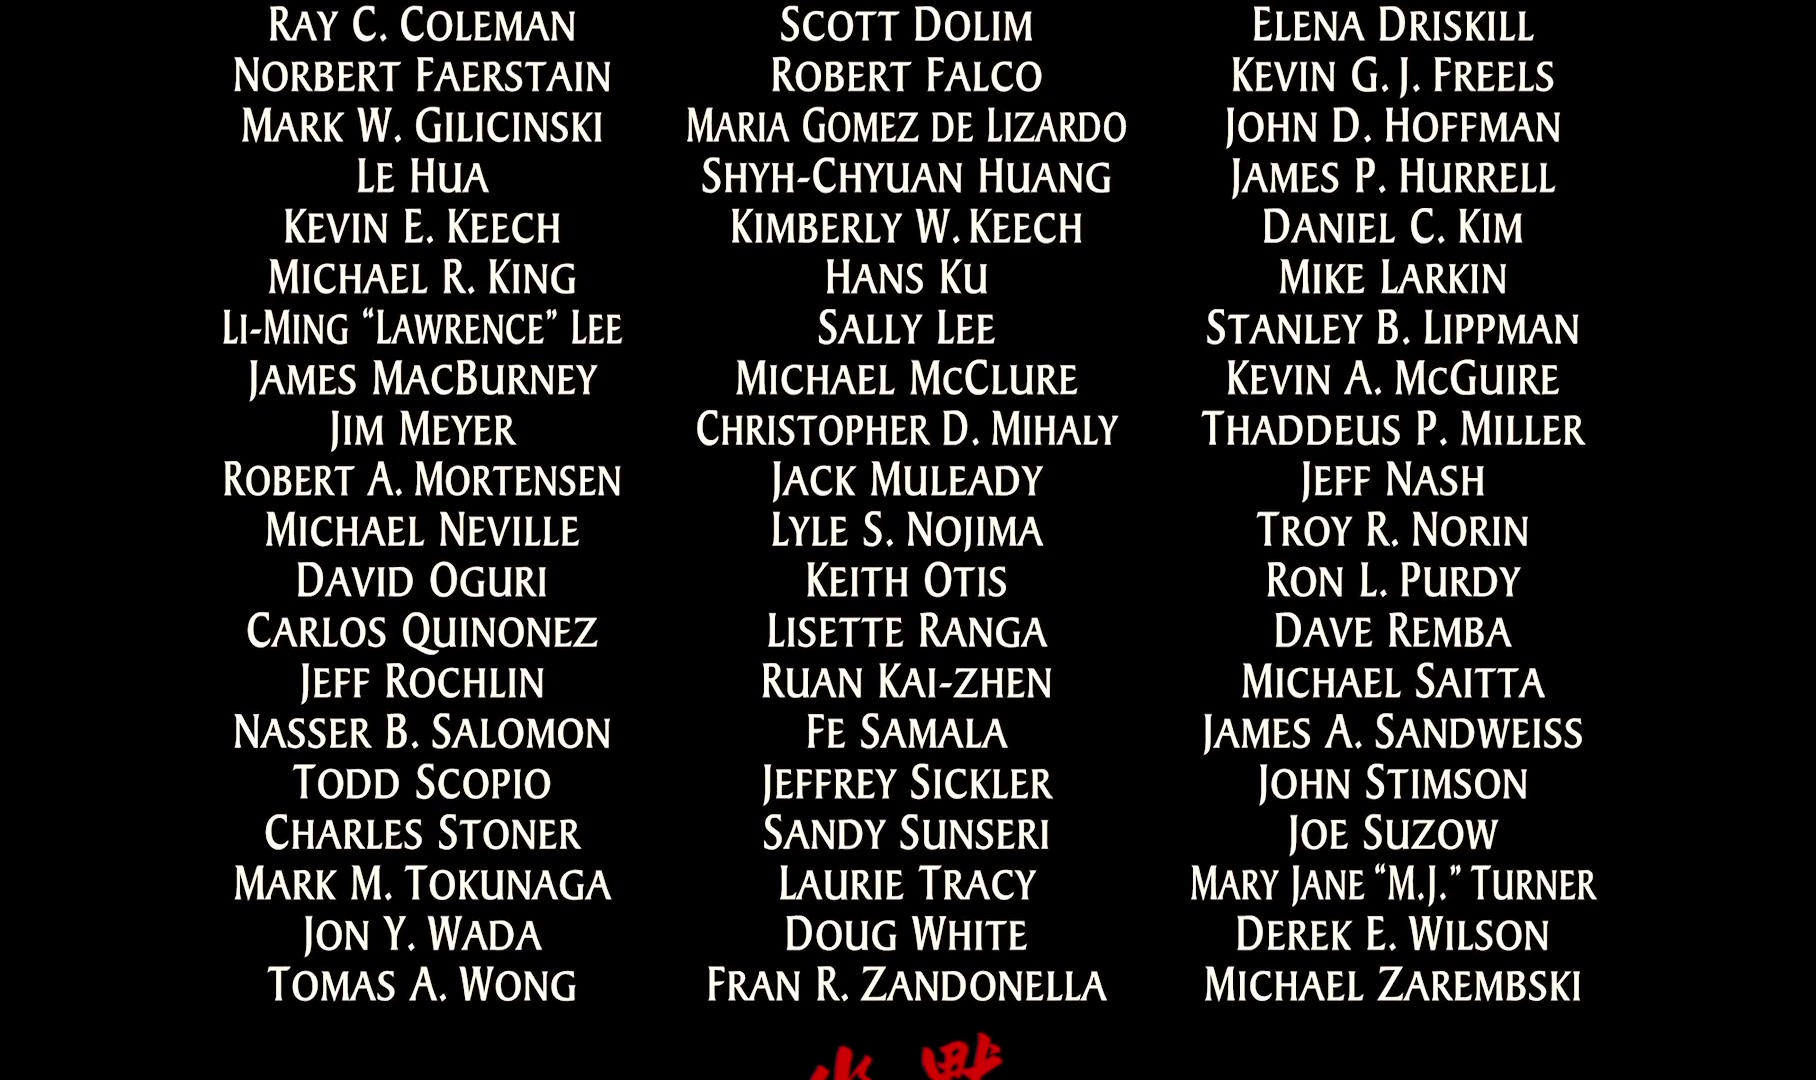 Ray C. Coleman Scott Dolim Elena Driskill
Norbert Faerstain Robert Falco Kevin G. J. Freels
Mark W. Gilicinski Maria Gomez de Lizardo John D. Hoffman
Le Hua Shyh-Chyuan Huang James P. Hurrell
Kevin E. Keech Kimberly W. Keech Daniel C. Kim
Michael R. King Hans Ku Mike Larkin
Li-Ming “Lawrence” Lee Sally Lee Stanley B. Lippman
James MacBurney Michael McClure Kevin A. McGuire
Jim Meyer Christopher D. Mihaly Thaddeus P. Miller
Robert A. Mortensen Jack Muleady Jeff Nash
Michael Neville Lyle S. Nojima Troy R. Norin
David Oguri Keith Otis Ron L. Purdy
Carlos Quinonez Lisette Ranga Dave Remba
Jeff Rochlin Ruan Kai-zhen Michael Saitta
Nasser B. Salomon Fe Samala James A. Sandweiss
Todd Scopio Jeffrey Sickler John Stimson
Charles Stoner Sandy Sunseri Joe Suzow
Mark M. Tokunaga Laurie Tracy Mary Jane “M.J.” Turner
Jon Y. Wada Doug White Derek E. Wilson
Tomas A. Wong Fran R. Zandonella Michael Zarembski